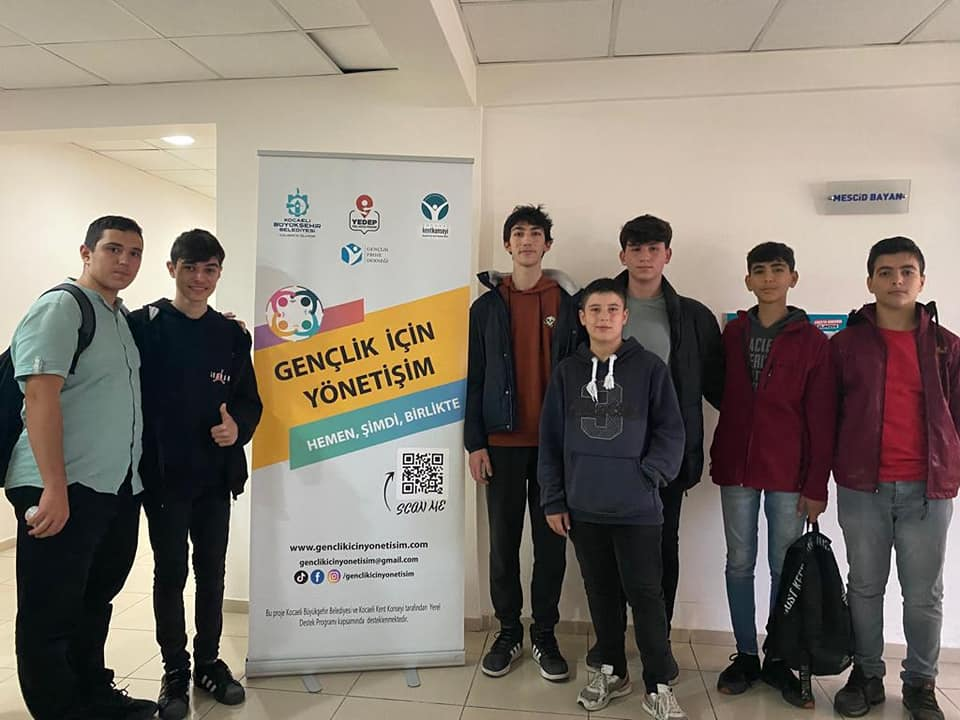 KOCAELİ
BÜYÜKŞEHİR
BELEDİYESİ
YEDEP
kentkonseyi
GENÇLİK
PROJE
DERNEĞİ
GENÇLİK İÇİN
YÖNETİŞİM
HEMEN, ŞİMDİ, BİRLİKTE
SCAN ME
www.genclikicinyonetisim.com
genclikicinyonetisim@gmail.com
/genclikicinyonetisim
Bu proje Kocaeli Büyükşehir Belediyesi ve Kocaeli Kent Konseyi tarafından Yerel
Destek Programı kapsamında desteklenmektedir.
MESCİD BAYAN
3